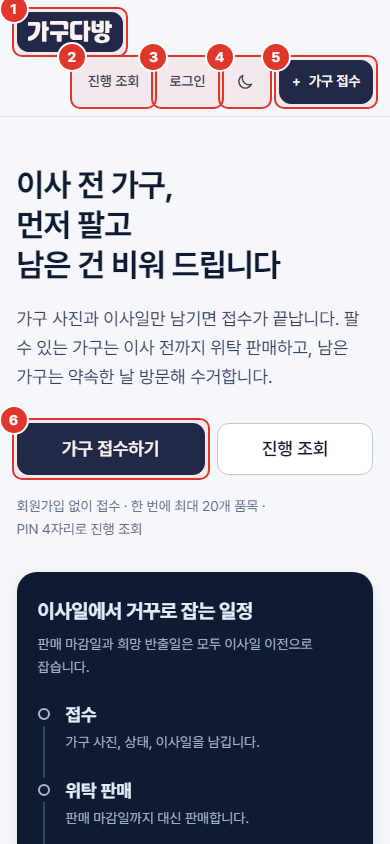 1
가구다방
2
진행 조회
3
로그인
4
5
+ 가구 접수
이사 전 가구,
먼저 팔고
남은 건 비워 드립니다
가구 사진과 이사일만 남기면 접수가 끝납니다. 팔
수 있는 가구는 이사 전까지 위탁 판매하고, 남은
가구는 약속한 날 방문해 수거합니다.
6
가구 접수하기
진행 조회
회원가입 없이 접수 · 한 번에 최대 20개 품목 ·
PIN 4자리로 진행 조회
이사일에서 거꾸로 잡는 일정
판매 마감일과 희망 반출일은 모두 이사일 이전으로
잡습니다.
접수
가구 사진, 상태, 이사일을 남깁니다.
위탁 판매
판매 마감일까지 대신 판매합니다.